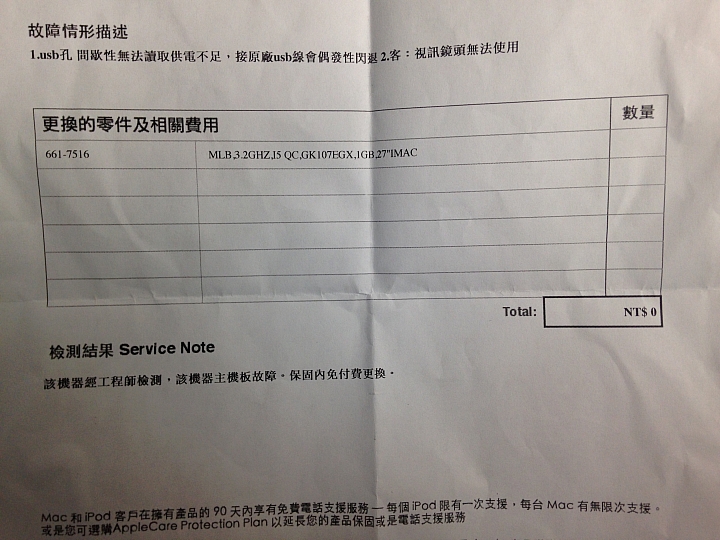 故障情形描述
1.usb孔 間歇性無法讀取供電不足，接原廠usb線會偶發性閃退 2.客：視訊鏡頭無法使用
更換的零件及相關費用 數量
661-7516 MLB,3.2GHZ,I5 QC,GK107EGX,1GB,27"IMAC
Total: NT$ 0
檢測結果 Service Note
該機器經工程師檢測，該機器主機板故障。保固內免付費更換。
Mac 和 iPod 客戶在擁有產品的 90 天內享有免費電話支援服務 — 每個 iPod 限有一次支援，每台 Mac 有無限次支援。
或是您可選購AppleCare Protection Plan 以延長您的產品保固或是電話支援服務